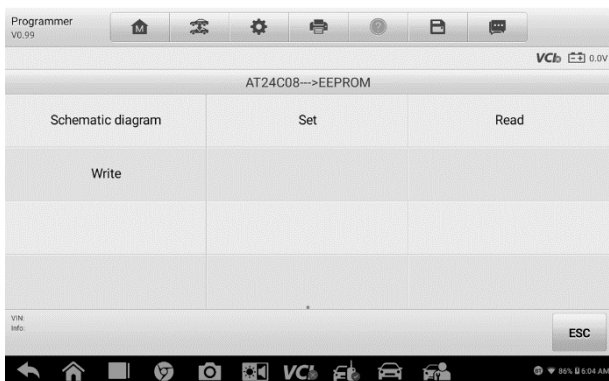 Programmer
V0.99
M
VCI 0.0V
AT24C08--->EEPROM
Schematic diagram Set Read
Write
VIN:
Info:
ESC
VCI 86% 6:04 AM